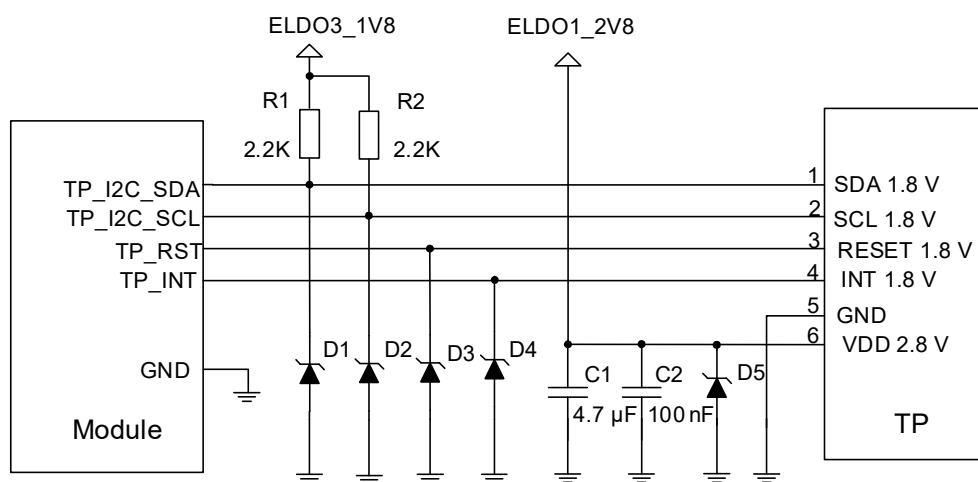 ELDO3_1V8
ELDO1_2V8
R1
R2
2.2K
2.2K
TP_I2C_SDA
TP_I2C_SCL
TP_RST
TP_INT
GND
Module
D1
D2
D3
D4
C1
4.7 µF
C2
100 nF
D5
1
2
3
4
5
6
SDA 1.8 V
SCL 1.8 V
RESET 1.8 V
INT 1.8 V
GND
VDD 2.8 V
TP